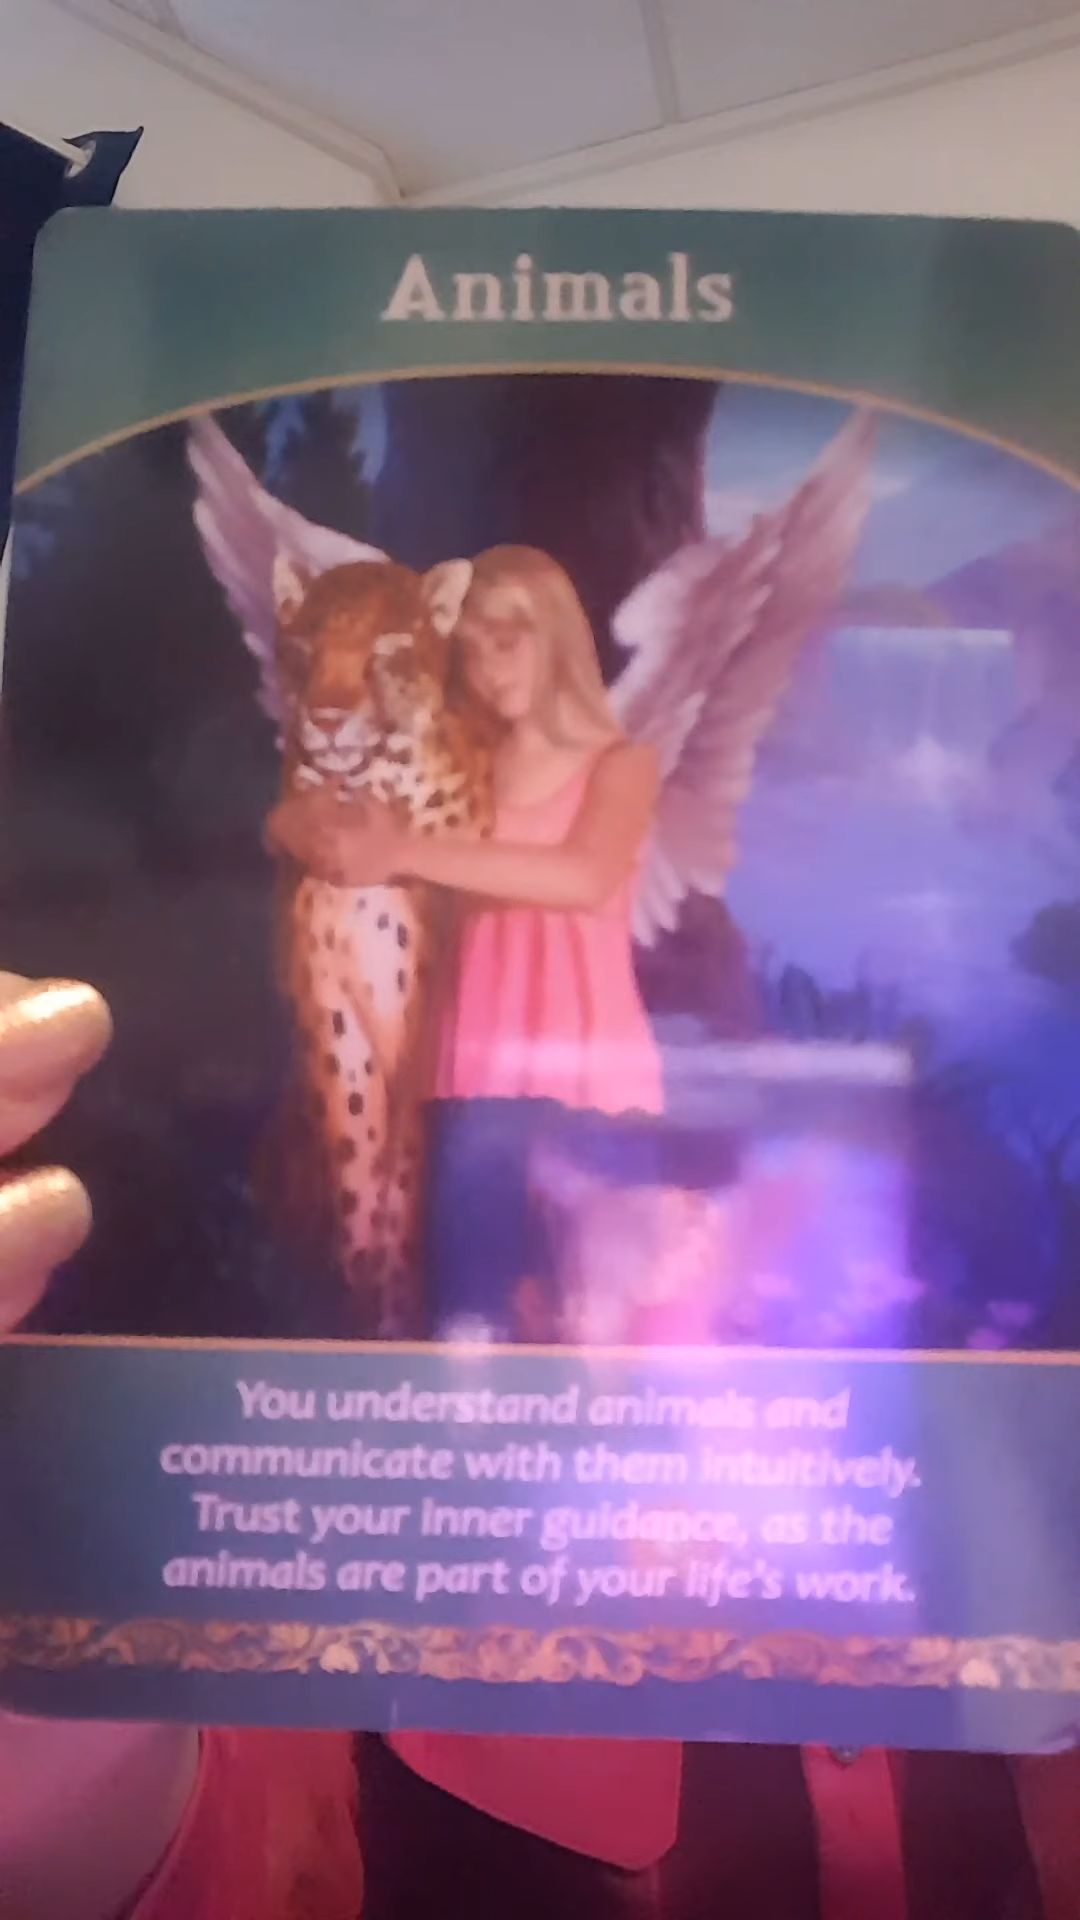 Animals
You understand animals and
communicate with them intuitively.
Trust your inner guidance, as the
animals are part of your life's work.